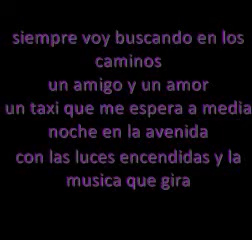 siempre voy buscando en los
caminos
un amigo y un amor
un taxi que me espera a media
noche en la avenida
con las luces encendidas y la
musica que gira